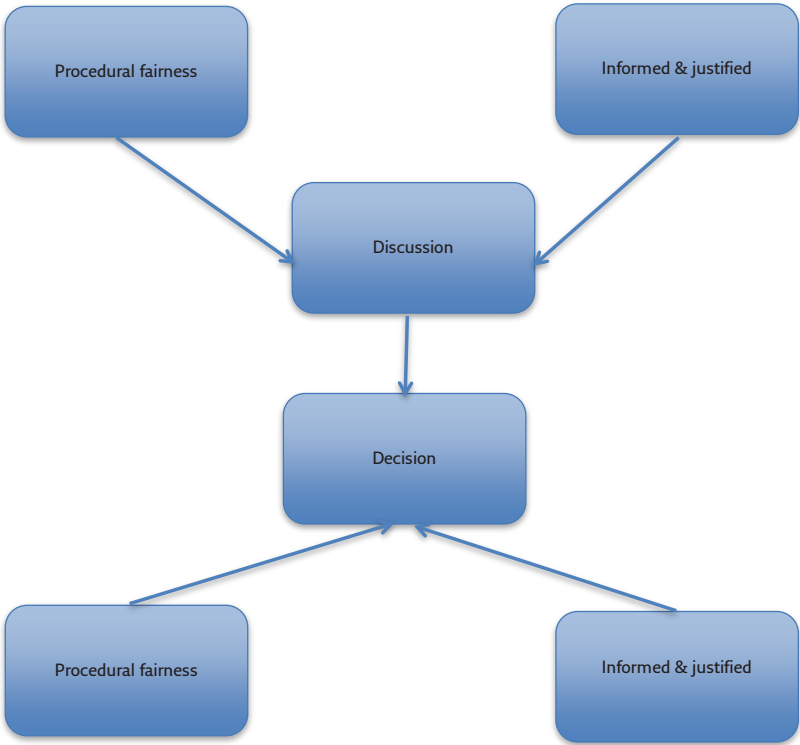 Procedural fairness
Informed & justified
Discussion
Decision
Procedural fairness
Informed & justified